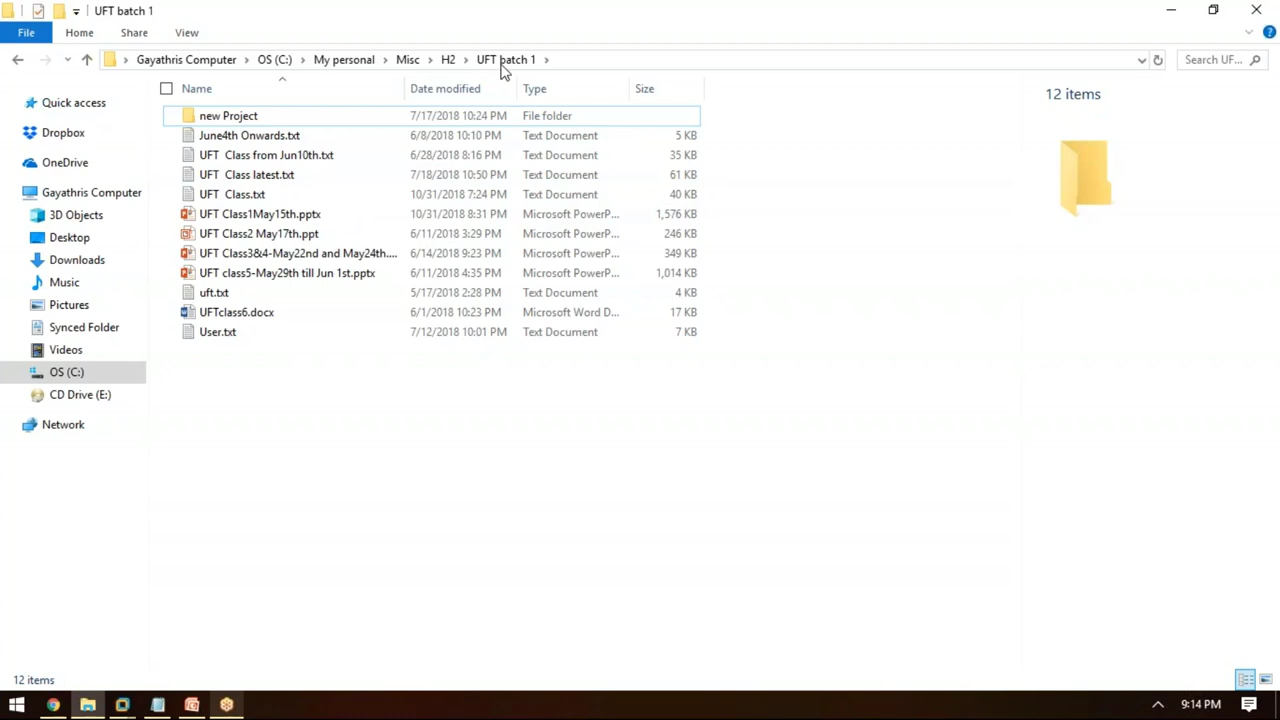 UFT batch 1
File Home Share View
Gayathris Computer OS (C:) My personal Misc H2 UFT batch 1
Search UF...
Name Date modified Type Size
new Project 7/17/2018 10:24 PM File folder
June4th Onwards.txt 6/8/2018 10:10 PM Text Document 5 KB
UFT Class from Jun10th.txt 6/28/2018 8:16 PM Text Document 35 KB
UFT Class latest.txt 7/18/2018 10:50 PM Text Document 61 KB
UFT Class.txt 10/31/2018 7:24 PM Text Document 40 KB
UFT Class1May15th.pptx 10/31/2018 8:31 PM Microsoft PowerP... 1,576 KB
UFT Class2 May17th.ppt 6/11/2018 3:29 PM Microsoft PowerP... 246 KB
UFT Class3&4-May22nd and May24th.... 6/14/2018 9:23 PM Microsoft PowerP... 349 KB
UFT class5-May29th till Jun 1st.pptx 6/11/2018 4:35 PM Microsoft PowerP... 1,014 KB
uft.txt 5/17/2018 2:28 PM Text Document 4 KB
UFTclass6.docx 6/1/2018 10:23 PM Microsoft Word D... 17 KB
User.txt 7/12/2018 10:01 PM Text Document 7 KB
Quick access
Dropbox
OneDrive
Gayathris Computer
3D Objects
Desktop
Downloads
Music
Pictures
Synced Folder
Videos
OS (C:)
CD Drive (E:)
Network
12 items
12 items
9:14 PM